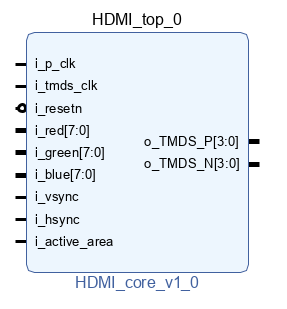 HDMI_top_0
i_p_clk
i_tmds_clk
i_resetn
i_red[7:0]
i_green[7:0]
i_blue[7:0]
i_vsync
i_hsync
i_active_area
o_TMDS_P[3:0]
o_TMDS_N[3:0]
HDMI_core_v1_0